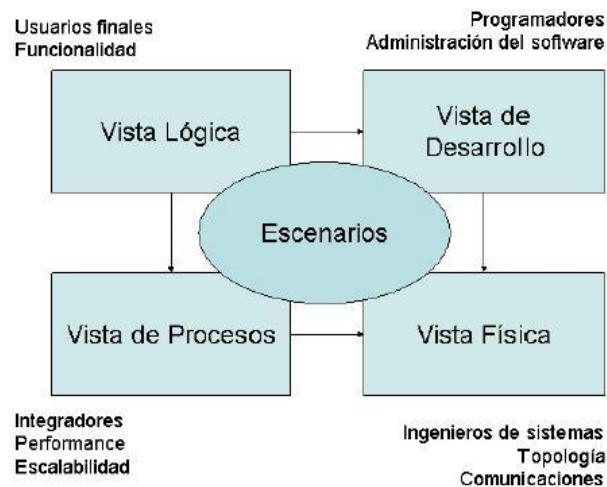 Usuarios finales
Funcionalidad
Programadores
Administración del software
Vista Lógica
Vista de
Desarrollo
Escenarios
Vista de Procesos
Vista Física
Integradores
Performance
Escalabilidad
Ingenieros de sistemas
Topología
Comunicaciones